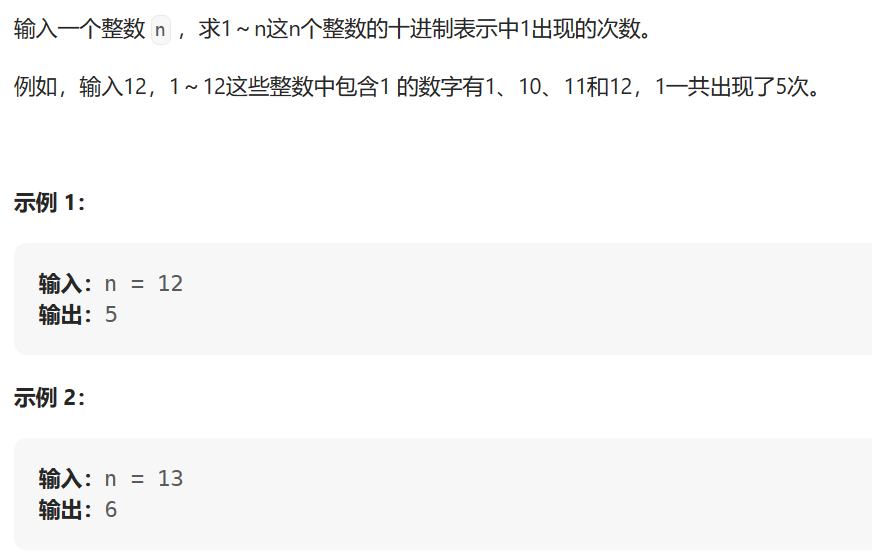 输入一个整数 n ，求1～n这n个整数的十进制表示中1出现的次数。
例如，输入12，1～12这些整数中包含1 的数字有1、10、11和12，1一共出现了5次。
示例 1：
输入：n = 12
输出：5
示例 2：
输入：n = 13
输出：6